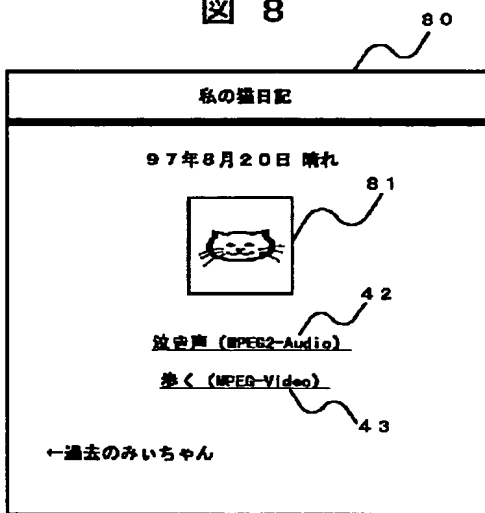 図 8
80
私の猫日記
97年8月20日 晴れ
81
42
泣き声 (MPEG2-Audio)
歩く (MPEG-Video)
43
←過去のみぃちゃん